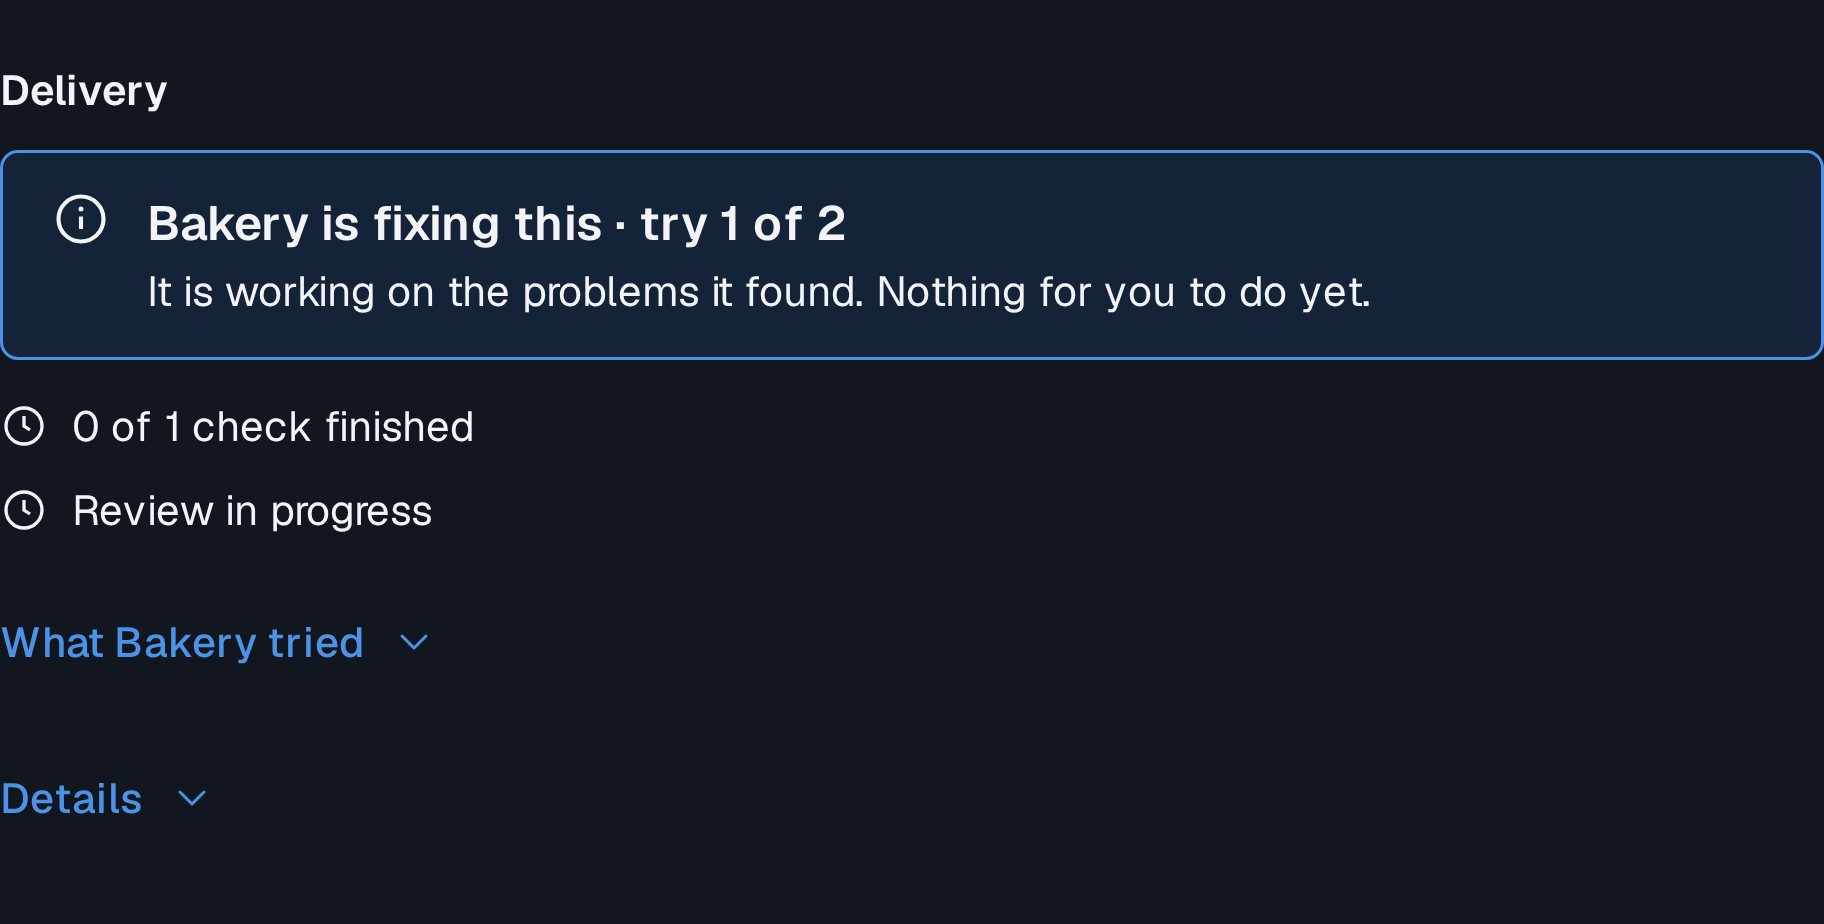 Delivery
Bakery is fixing this · try 1 of 2
It is working on the problems it found. Nothing for you to do yet.
0 of 1 check finished
Review in progress
What Bakery tried
Details